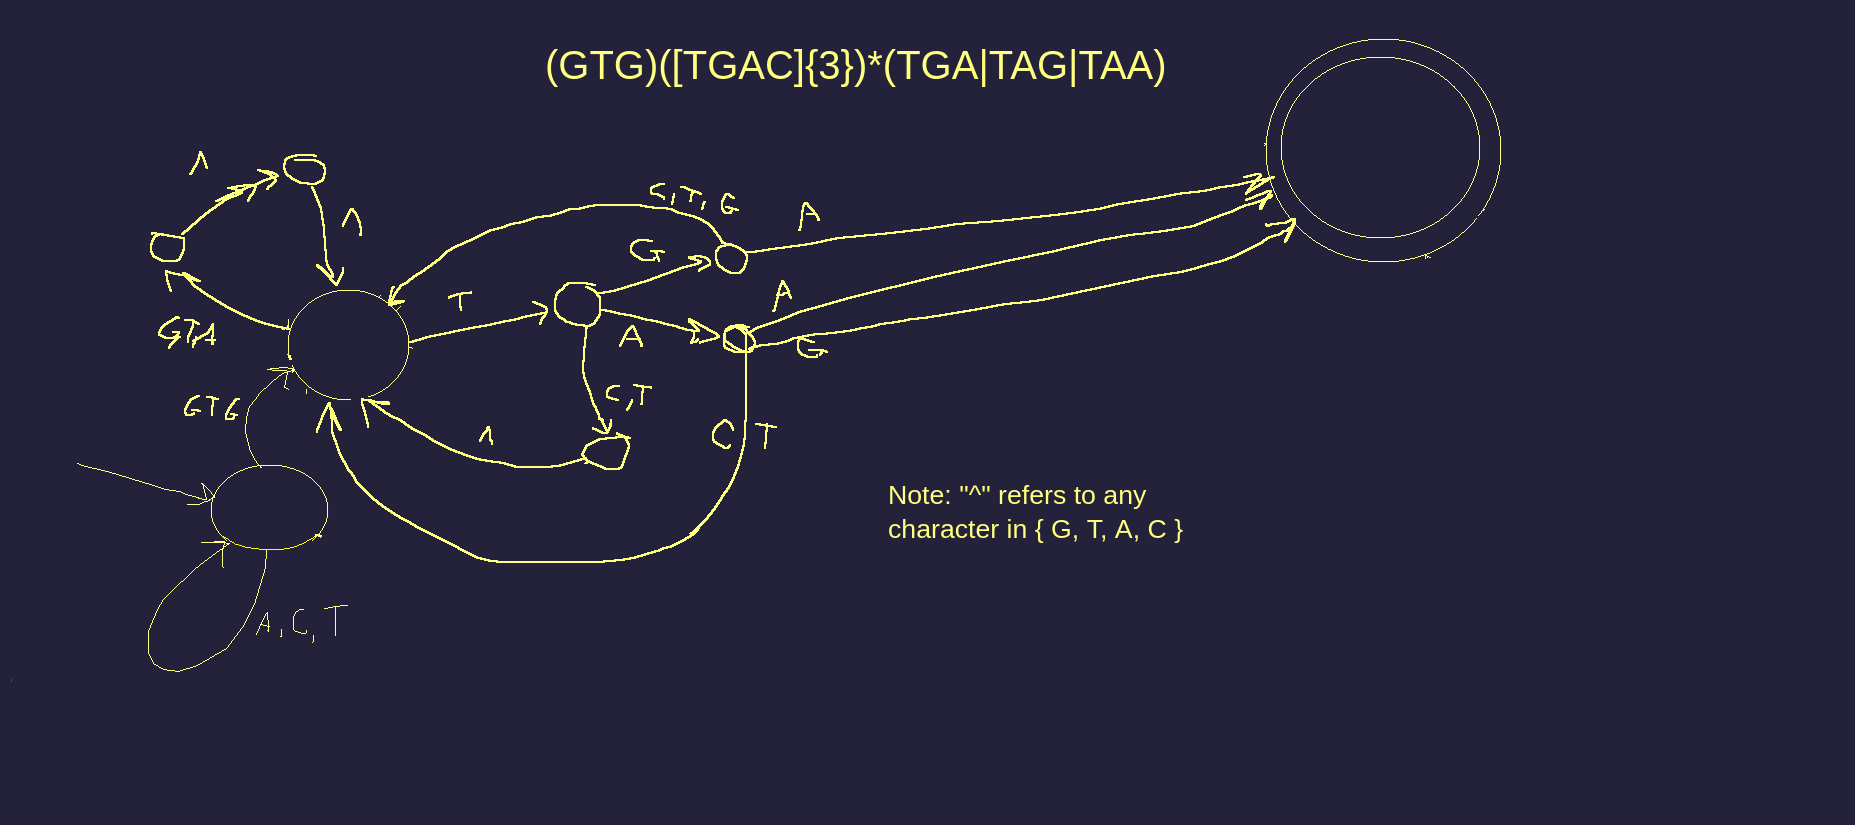 (GTG)([TGAC]{3})*(TGA|TAG|TAA)
^
^
C, T, G
A
G
T
A
A
GTA
G
GTG
C,T
^
C T
Note: "^" refers to any
character in { G, T, A, C }
A, C, T